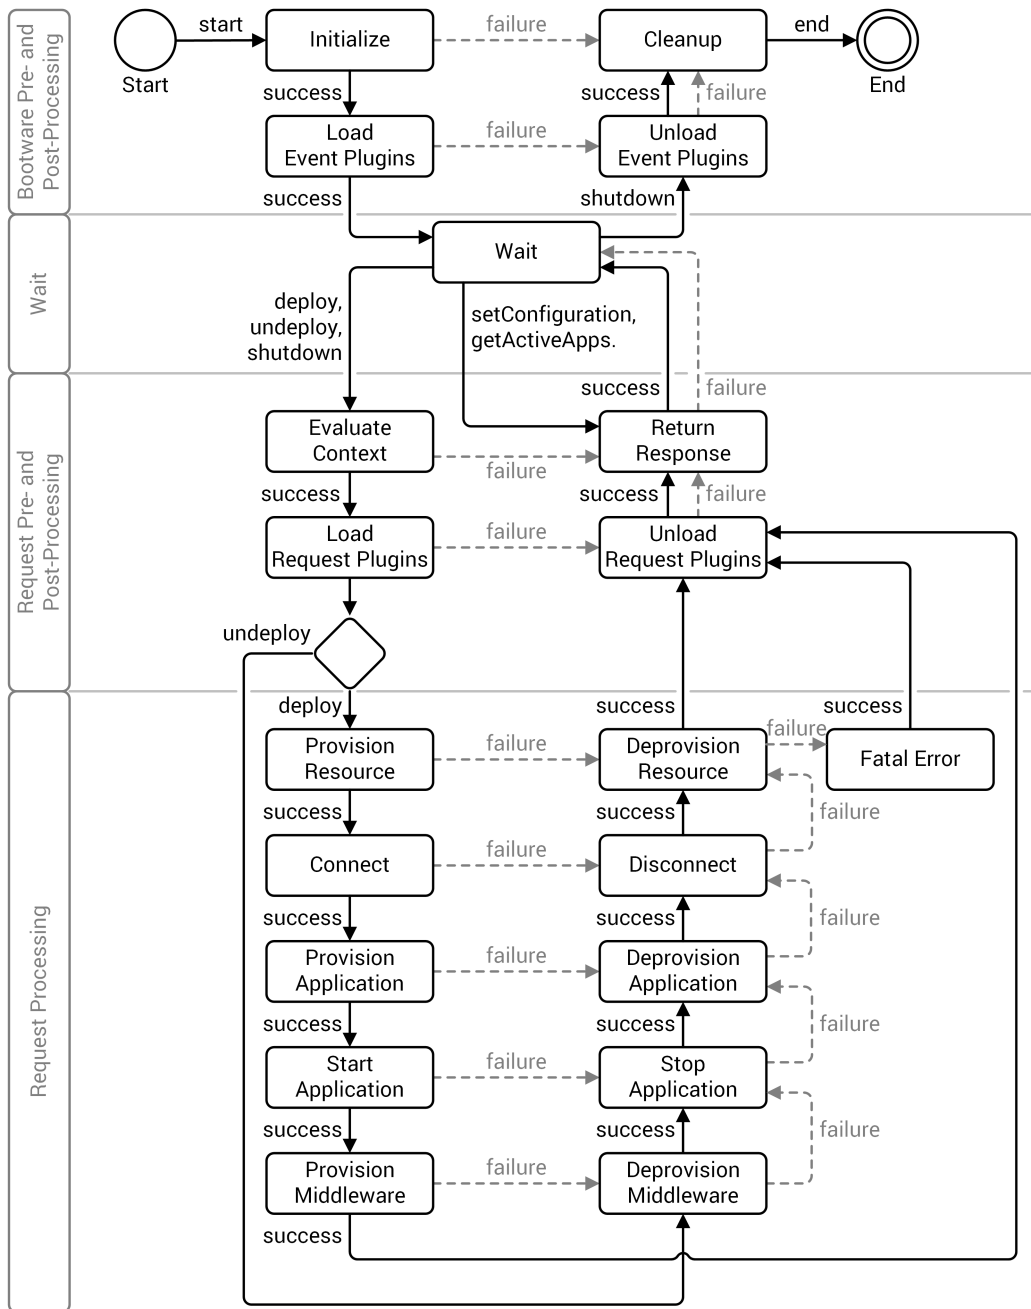 Bootware Pre- and
Post-Processing
start
Start
Initialize
failure
Cleanup
end
End
success
success
failure
Load
Event Plugins
failure
Unload
Event Plugins
success
shutdown
Wait
Wait
deploy,
undeploy,
shutdown
setConfiguration,
getActiveApps.
success
failure
Request Pre- and
Post-Processing
Evaluate
Context
failure
Return
Response
success
success
failure
Load
Request Plugins
failure
Unload
Request Plugins
undeploy
deploy
success
success
Request Processing
Provision
Resource
failure
Deprovision
Resource
failure
Fatal Error
success
success
failure
Connect
failure
Disconnect
success
success
failure
Provision
Application
failure
Deprovision
Application
success
success
failure
Start
Application
failure
Stop
Application
success
success
failure
Provision
Middleware
failure
Deprovision
Middleware
success